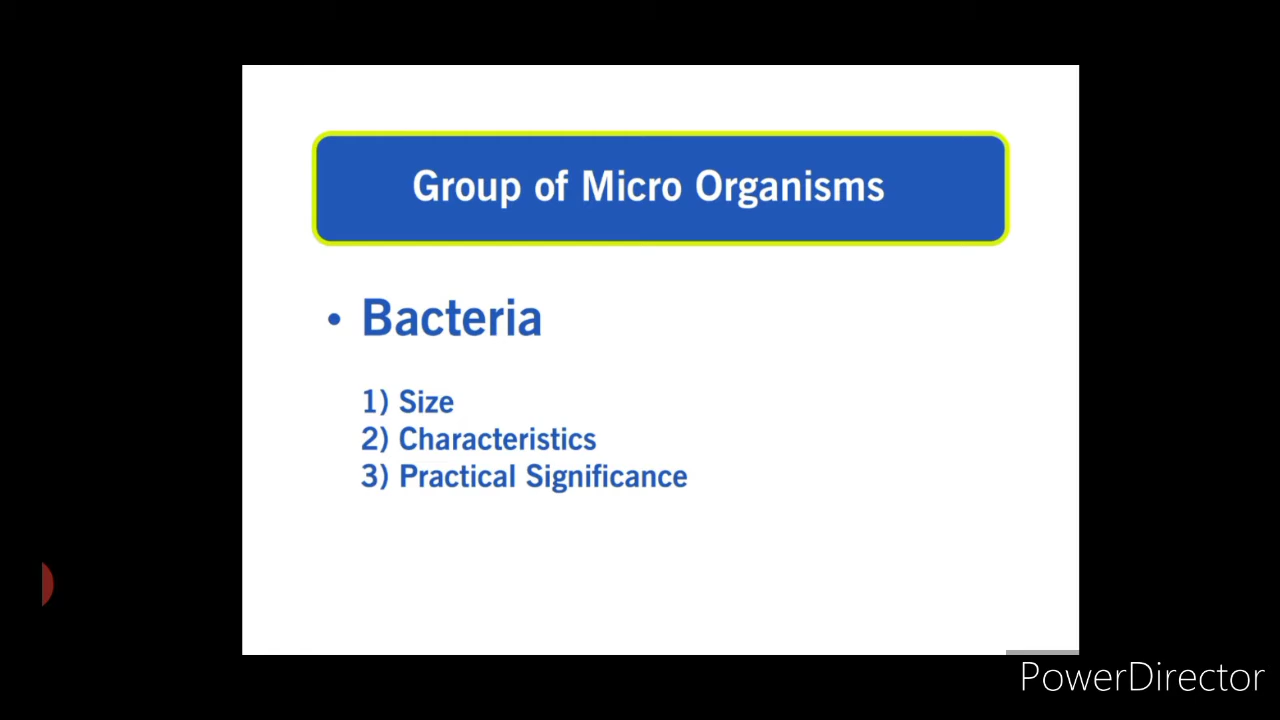 Group of Micro Organisms
• Bacteria
1) Size
2) Characteristics
3) Practical Significance
PowerDirector